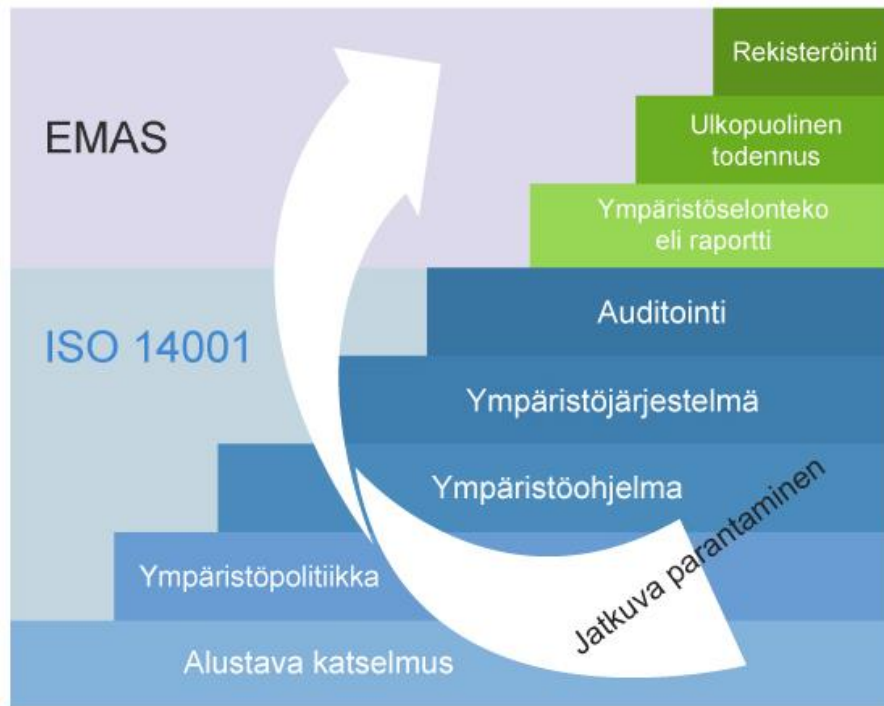 Rekisteröinti
EMAS
Ulkopuolinen
todennus
Ympäristöselonteko
eli raportti
Auditointi
ISO 14001
Ympäristöjärjestelmä
Ympäristöohjelma
Jatkuva parantaminen
Ympäristöpolitiikka
Alustava katselmus